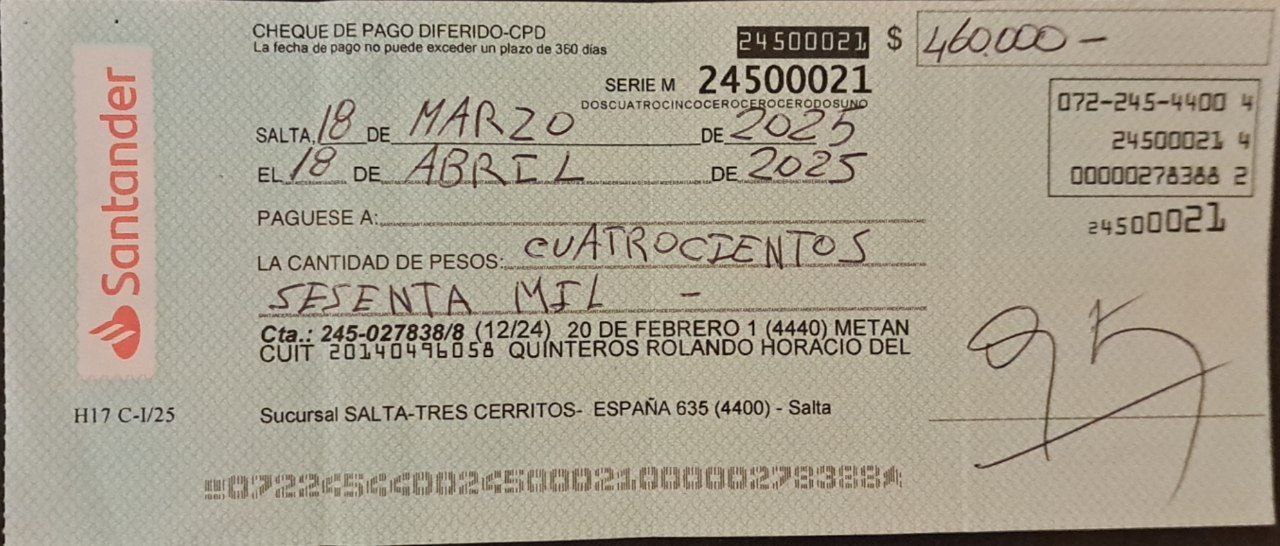 Santander
CHEQUE DE PAGO DIFERIDO-CPD
La fecha de pago no puede exceder un plazo de 360 días
24500021 $ 460.000 —
SERIE M 24500021
DOSCUATROCINCOCEROCEROCERODOSUNO
072-245-4400 4
24500021 4
00000278388 2
24500021
SALTA, 18 DE MARZO DE 2025
EL 18 DE ABRIL DE 2025
PAGUESE A:
LA CANTIDAD DE PESOS: CUATROCIENTOS
SESENTA MIL —
Cta.: 245-027838/8 (12/24) 20 DE FEBRERO 1 (4440) METAN
CUIT 20140496058 QUINTEROS ROLANDO HORACIO DEL
H17 C-I/25
Sucursal SALTA-TRES CERRITOS- ESPAÑA 635 (4400) - Salta
07224544002450002100000278388